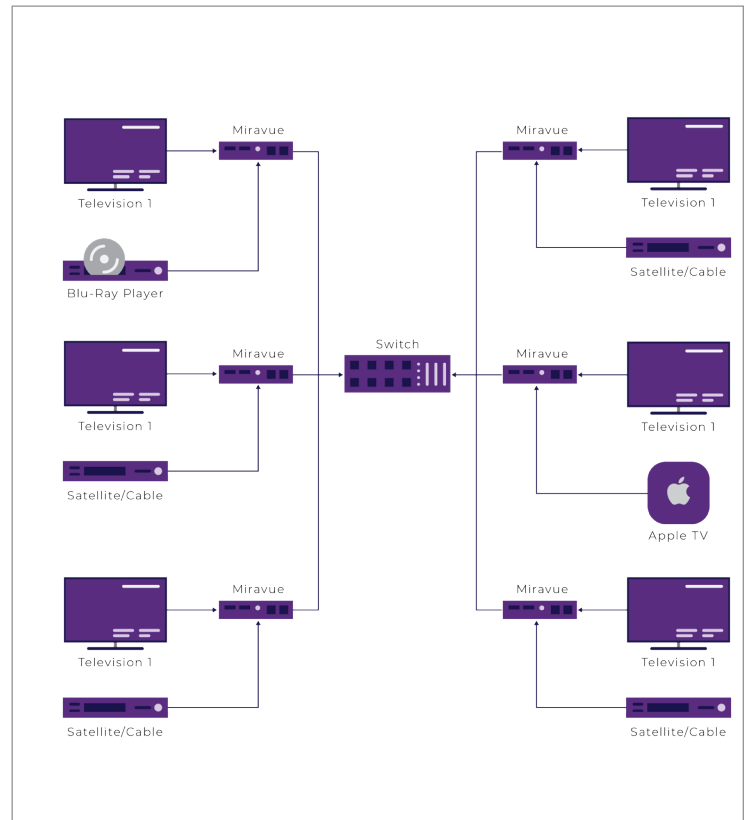 Miravue
Miravue
Television 1
Television 1
Blu-Ray Player
Satellite/Cable
Switch
Miravue
Miravue
Television 1
Television 1
Satellite/Cable
Apple TV
Miravue
Miravue
Television 1
Television 1
Satellite/Cable
Satellite/Cable